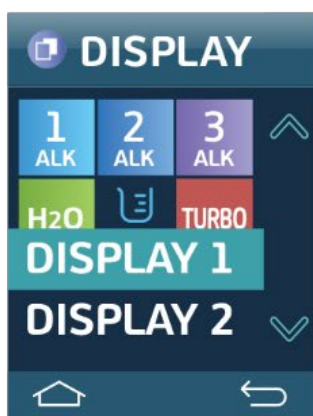 DISPLAY
1 2 3
ALK ALK ALK
H2O TURBO
DISPLAY 1
DISPLAY 2